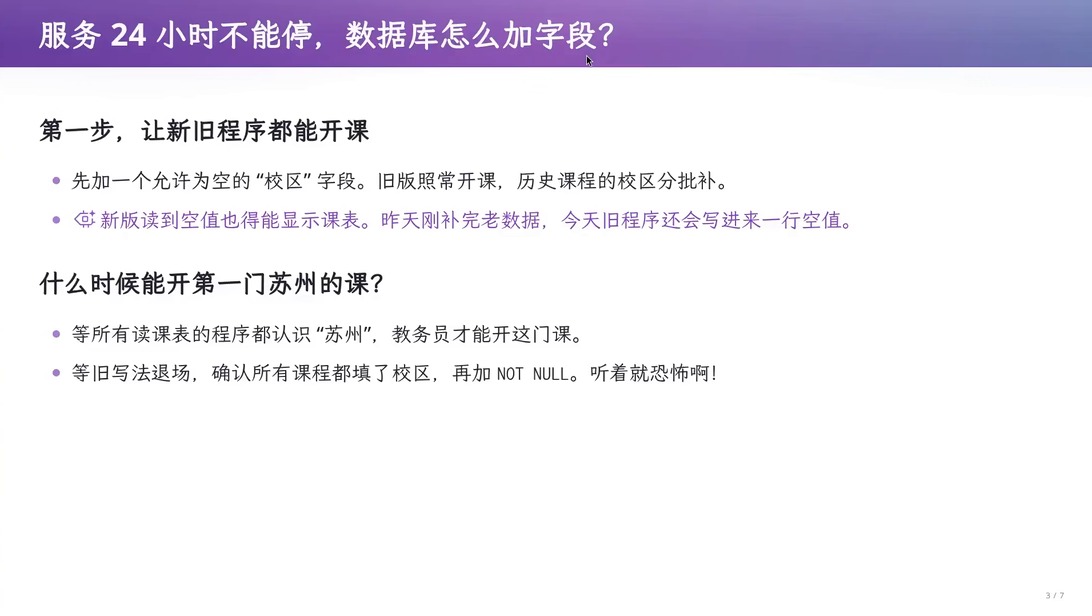 服务 24 小时不能停，数据库怎么加字段？
第一步，让新旧程序都能开课
先加一个允许为空的“校区”字段。旧版照常开课，历史课程的校区分批补。
新版读到空值也得能显示课表。昨天刚补完老数据，今天旧程序还会写进来一行空值。
什么时候能开第一门苏州的课？
等所有读课表的程序都认识“苏州”，教务员才能开这门课。
等旧写法退场，确认所有课程都填了校区，再加 NOT NULL。听着就恐怖啊！
3 / 7